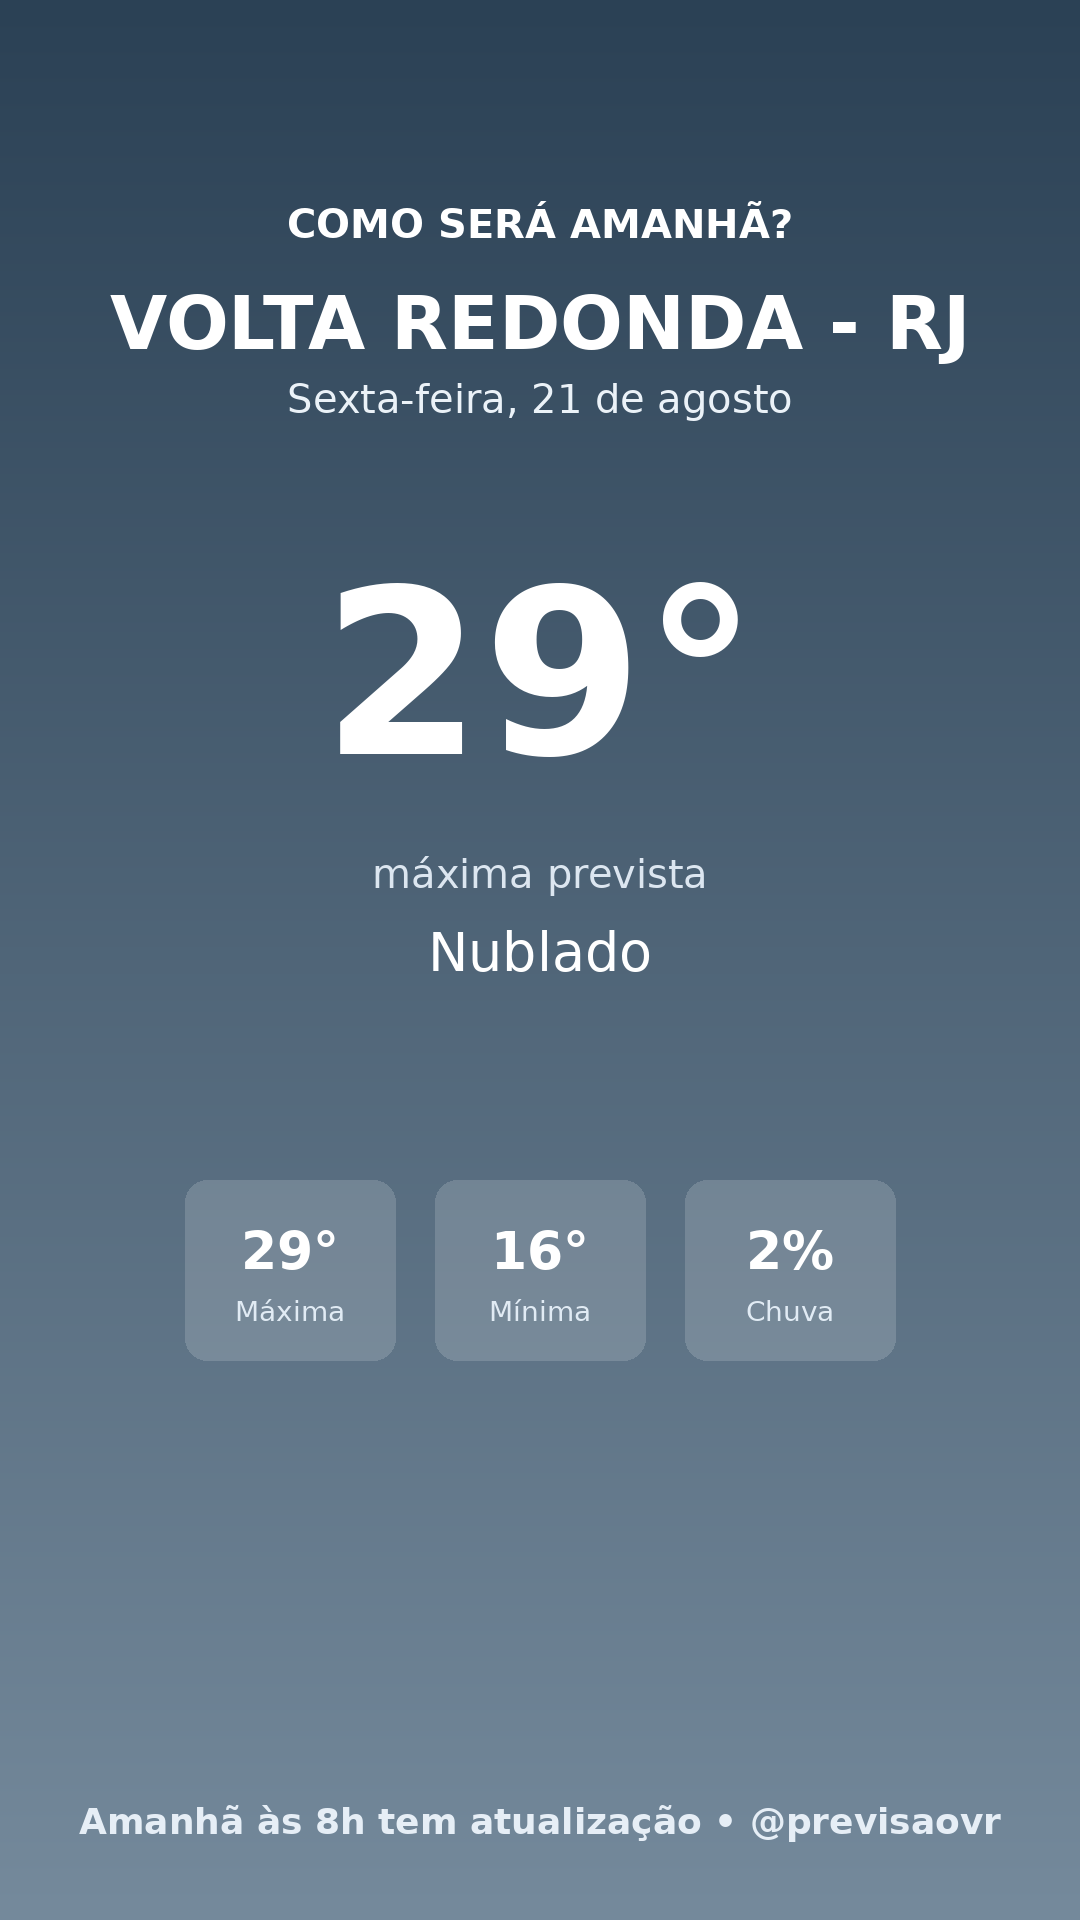 COMO SERÁ AMANHÃ?
VOLTA REDONDA - RJ
Sexta-feira, 21 de agosto
29°
máxima prevista
Nublado
29° 16° 2%
Máxima Mínima Chuva
Amanhã às 8h tem atualização • @previsaovr